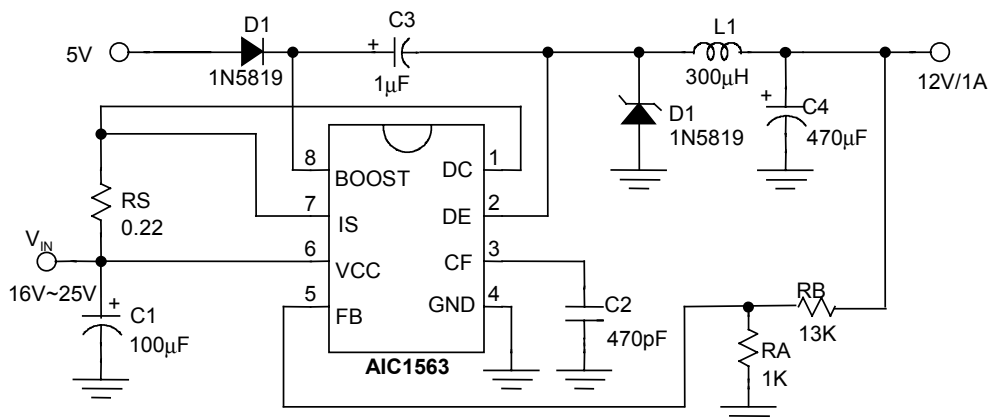 D1
C3
L1
5V
1N5819
+
1μF
300μH
12V/1A
D1
1N5819
+
C4
470μF
8
BOOST
DC
1
RS
0.22
7
IS
DE
2
VIN
6
VCC
CF
3
16V~25V
+
C1
100μF
5
FB
GND
4
C2
470pF
RB
13K
RA
1K
AIC1563